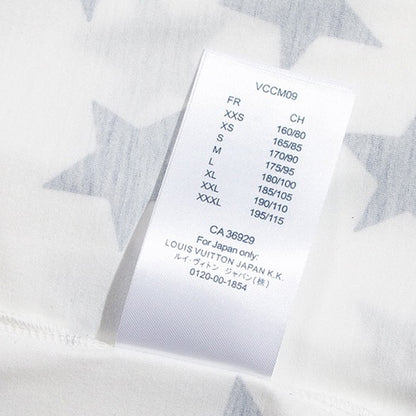 VCCM09
FR CH
XXS 160/80
XS 165/85
S 170/90
M 175/95
L 180/100
XL 185/105
XXL 190/110
XXXL 195/115
CA 36929
For Japan only:
LOUIS VUITTON JAPAN K.K.
ルイ・ヴィトン ジャパン(株)
0120-00-1854